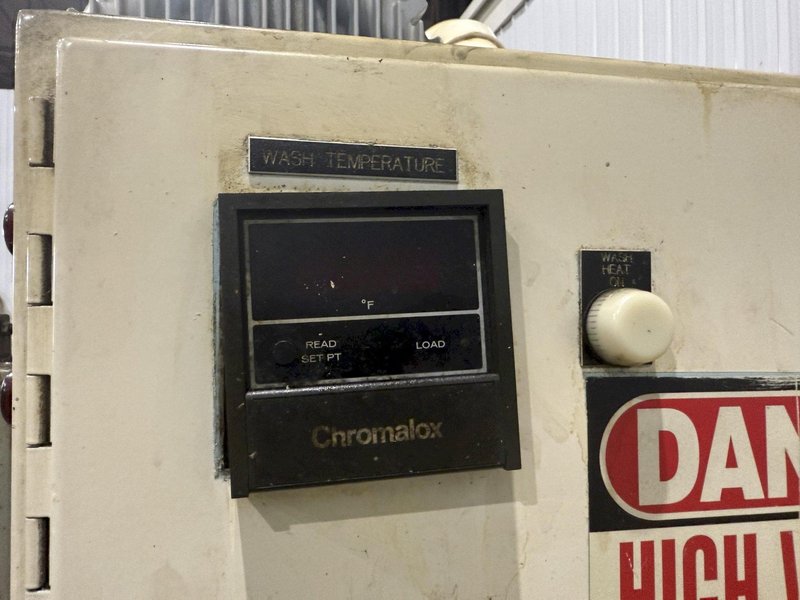 WASH TEMPERATURE
°F
READ
SET PT
LOAD
Chromalox
WASH
HEAT
ON
DAN
HIGH